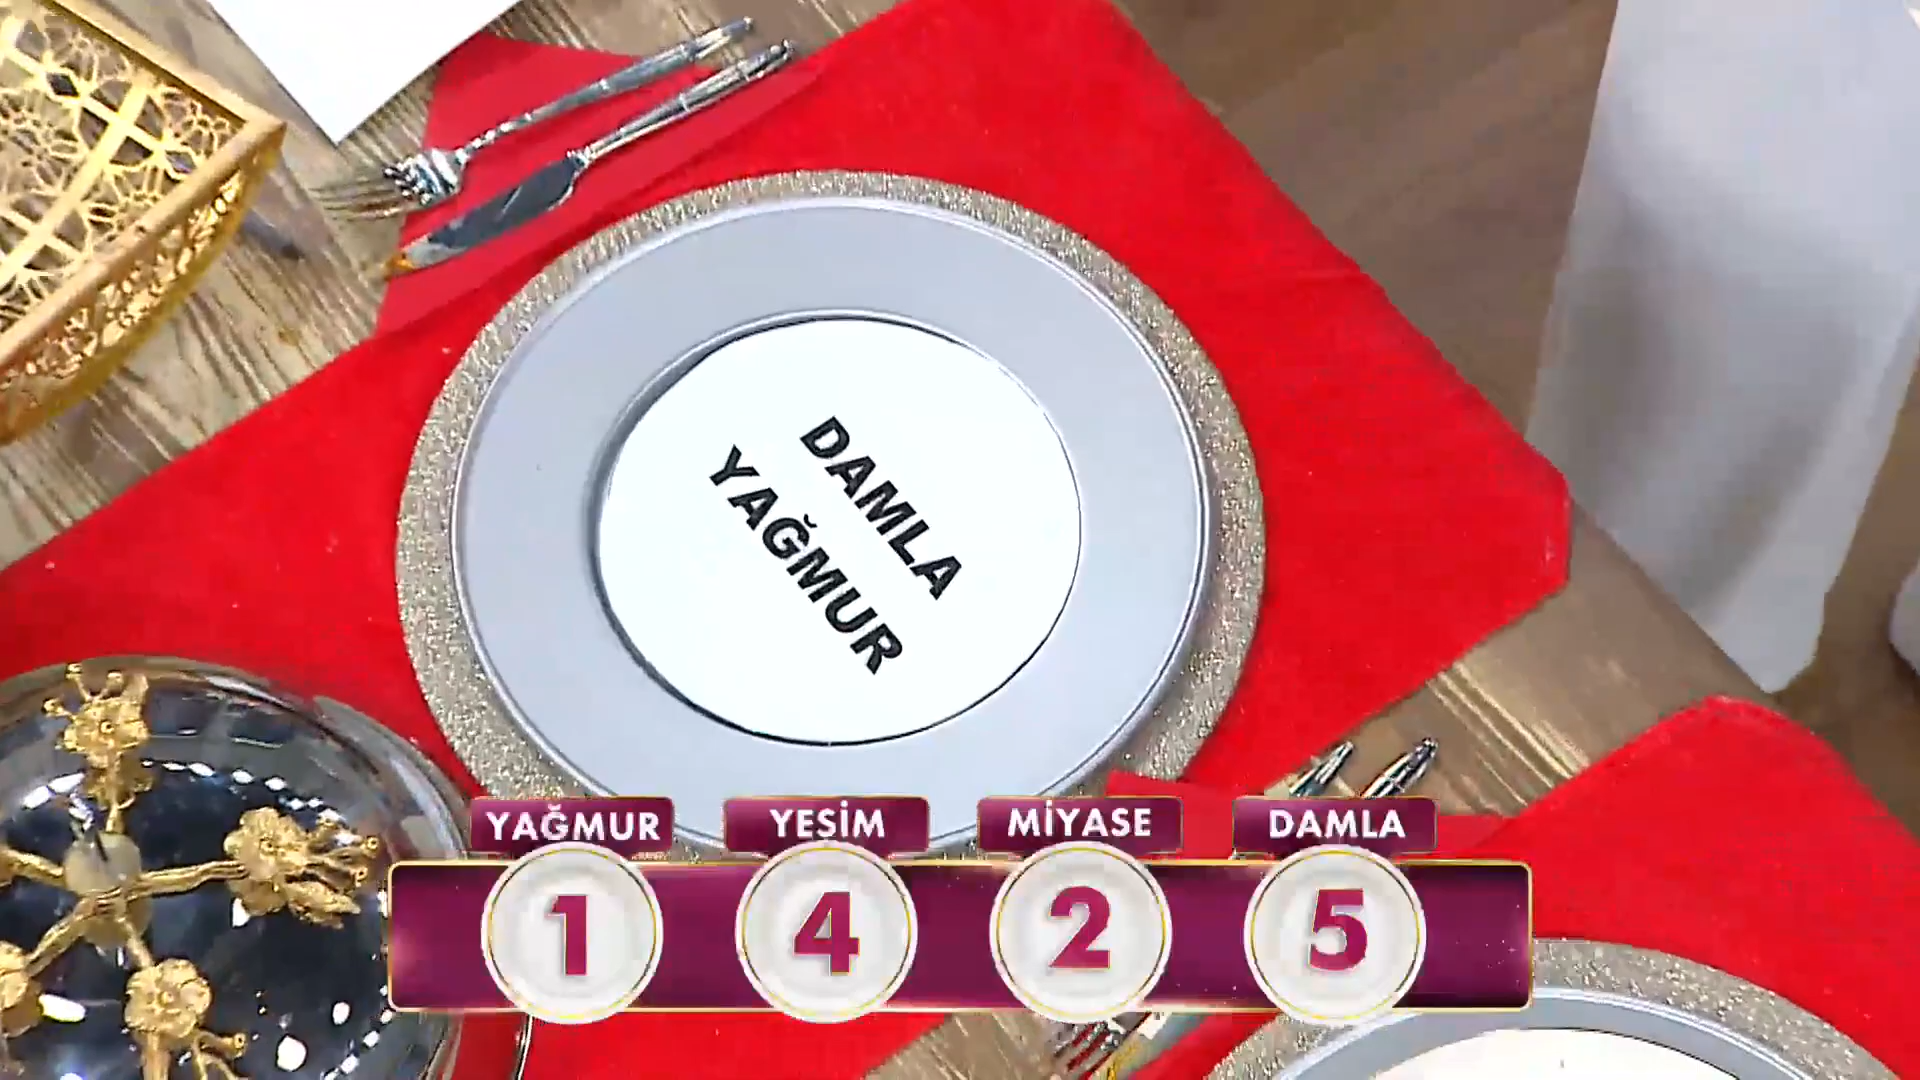 DAMLA
YAĞMUR
YAĞMUR YESİM MİYASE DAMLA
1 4 2 5